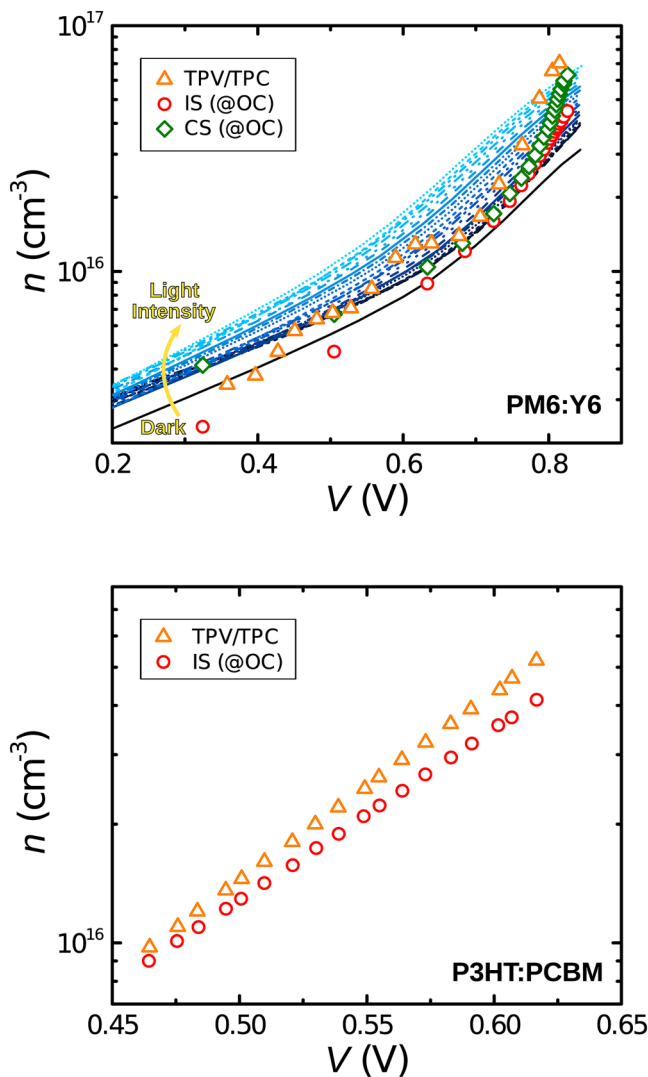 10¹⁷
TPV/TPC
IS (@OC)
CS (@OC)
n (cm⁻³)
10¹⁶
Light
Intensity
Dark
PM6:Y6
0.2 0.4 0.6 0.8
V (V)
TPV/TPC
IS (@OC)
n (cm⁻³)
10¹⁶
P3HT:PCBM
0.45 0.50 0.55 0.60 0.65
V (V)